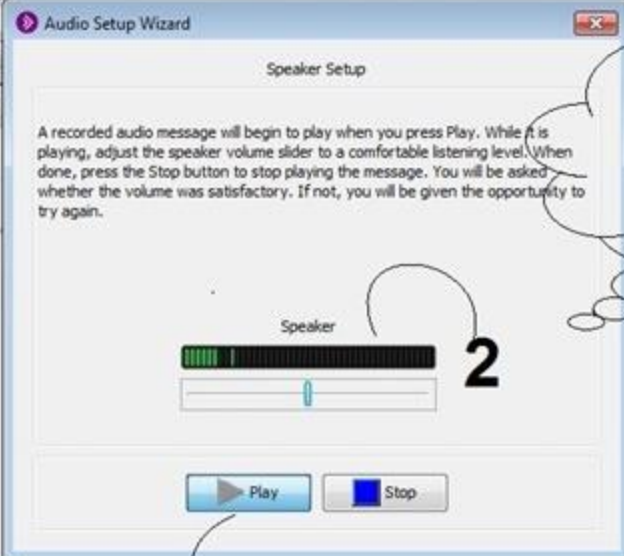 Audio Setup Wizard
Speaker Setup
A recorded audio message will begin to play when you press Play. While it is
playing, adjust the speaker volume slider to a comfortable listening level. When
done, press the Stop button to stop playing the message. You will be asked
whether the volume was satisfactory. If not, you will be given the opportunity to
try again.
Speaker
2
Play
Stop